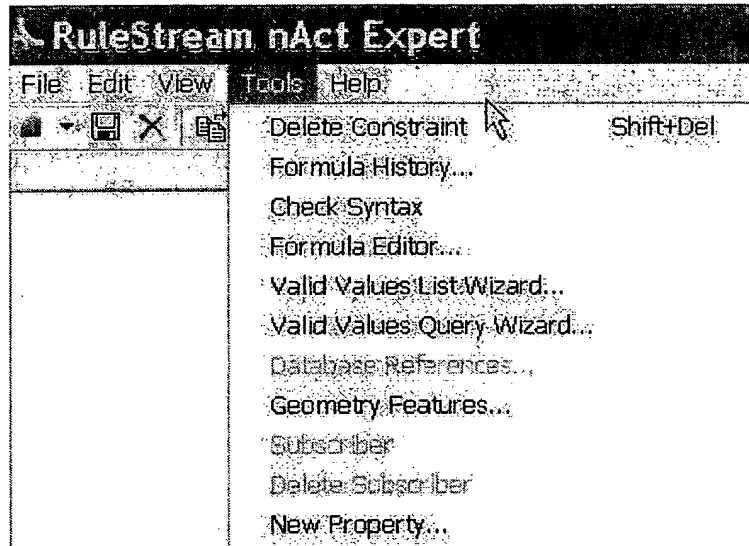 RuleStream nAct Expert
File Edit View Tools Help
Delete Constraint Shift+Del
Formula History...
Check Syntax
Formula Editor...
Valid Values List Wizard...
Valid Values Query Wizard...
Database References...
Geometry Features...
Subscriber
Delete Subscriber
New Property...